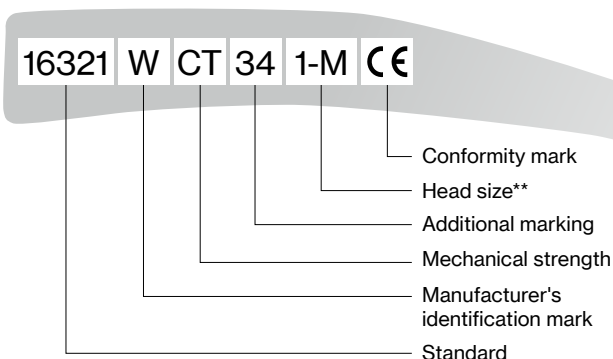 16321 W CT 34 1-M CE
Conformity mark
Head size**
Additional marking
Mechanical strength
Manufacturer's
identification mark
Standard